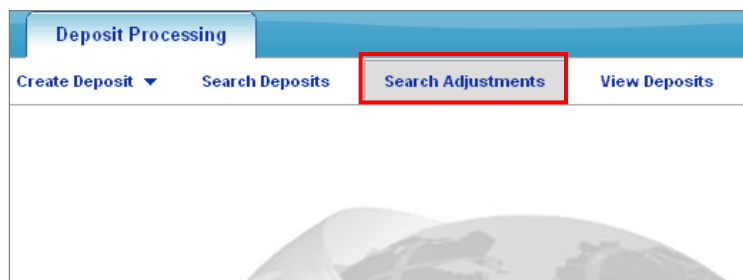 Deposit Processing
Create Deposit Search Deposits Search Adjustments View Deposits